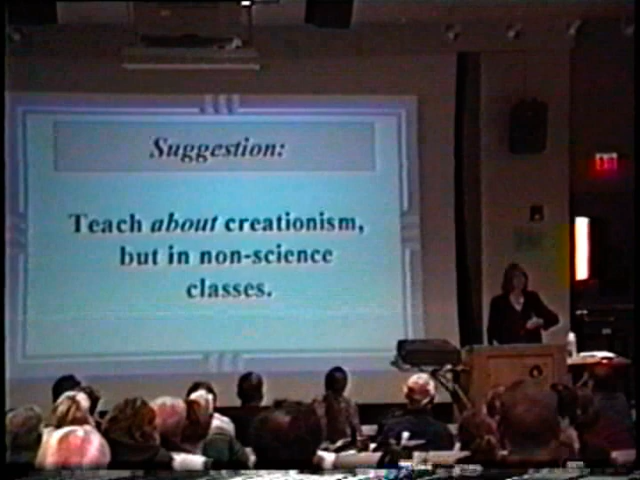 Suggestion:
Teach about creationism,
but in non-science
classes.